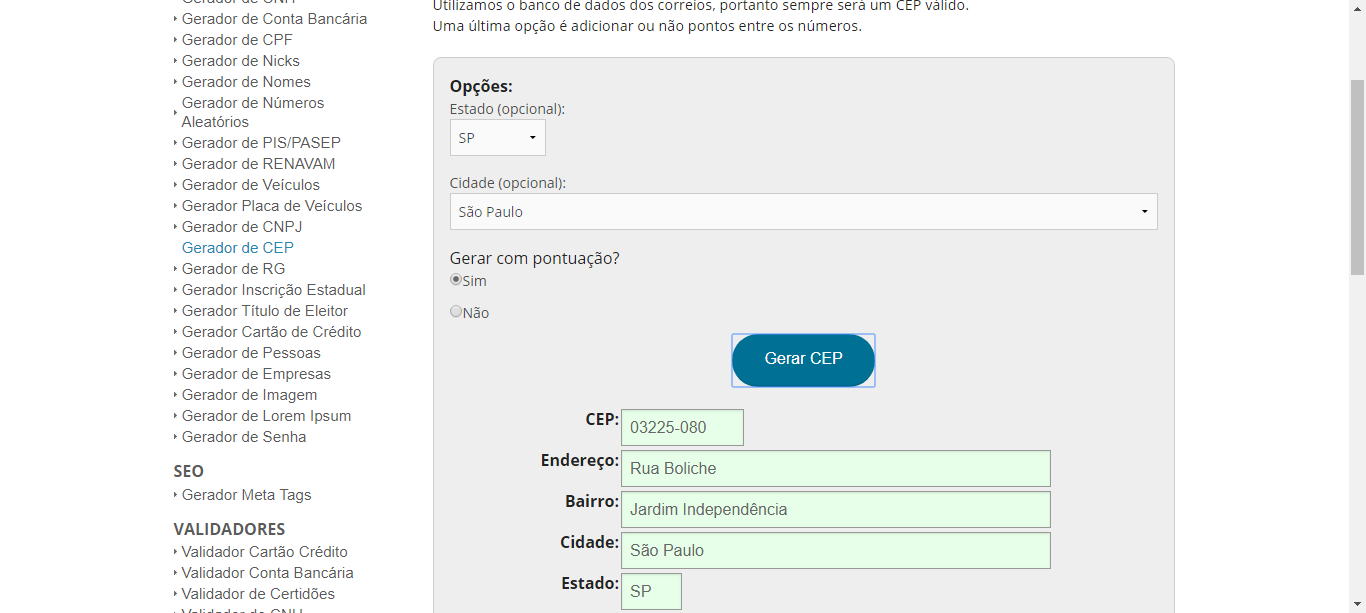 Gerador de CNH
Gerador de Conta Bancária
Gerador de CPF
Gerador de Nicks
Gerador de Nomes
Gerador de Números
Aleatórios
Gerador de PIS/PASEP
Gerador de RENAVAM
Gerador de Veículos
Gerador Placa de Veículos
Gerador de CNPJ
Gerador de CEP
Gerador de RG
Gerador Inscrição Estadual
Gerador Título de Eleitor
Gerador Cartão de Crédito
Gerador de Pessoas
Gerador de Empresas
Gerador de Imagem
Gerador de Lorem Ipsum
Gerador de Senha
SEO
Gerador Meta Tags
VALIDADORES
Validador Cartão Crédito
Validador Conta Bancária
Validador de Certidões
Validador de CNH
Utilizamos o banco de dados dos correios, portanto sempre será um CEP válido.
Uma última opção é adicionar ou não pontos entre os números.
Opções:
Estado (opcional):
SP
Cidade (opcional):
São Paulo
Gerar com pontuação?
Sim
Não
Gerar CEP
CEP: 03225-080
Endereço: Rua Boliche
Bairro: Jardim Independência
Cidade: São Paulo
Estado: SP